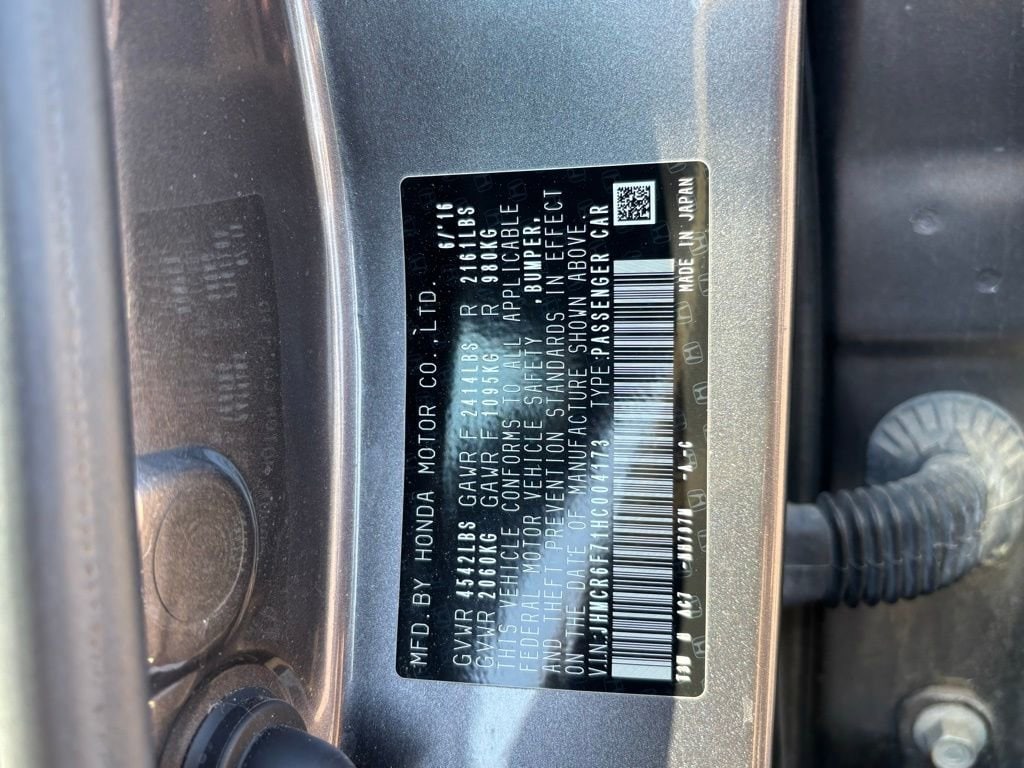 MFD. BY HONDA MOTOR CO., LTD. 6/'16
GVWR 4542LBS GAWR F 2414LBS R 2161LBS
GVWR 2060KG GAWR F 1095KG R 980KG
THIS VEHICLE CONFORMS TO ALL APPLICABLE
FEDERAL MOTOR VEHICLE SAFETY ,BUMPER,
AND THEFT PREVENTION STANDARDS IN EFFECT
ON THE DATE OF MANUFACTURE SHOWN ABOVE.
V.I.N.:JHMCR6F71HC004173 TYPE:PASSENGER CAR
-A -C
MADE IN JAPAN